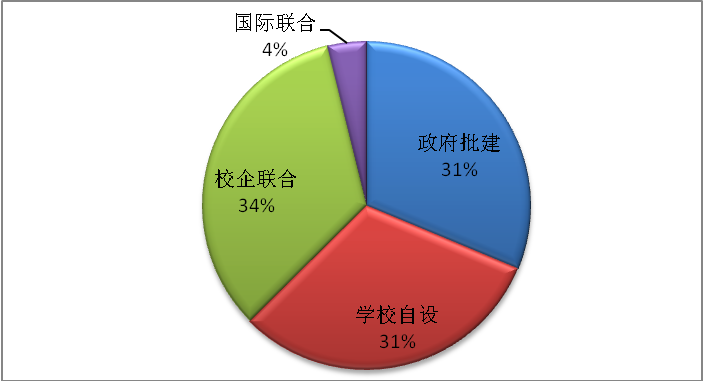 国际联合
4%
政府批建
31%
校企联合
34%
学校自设
31%